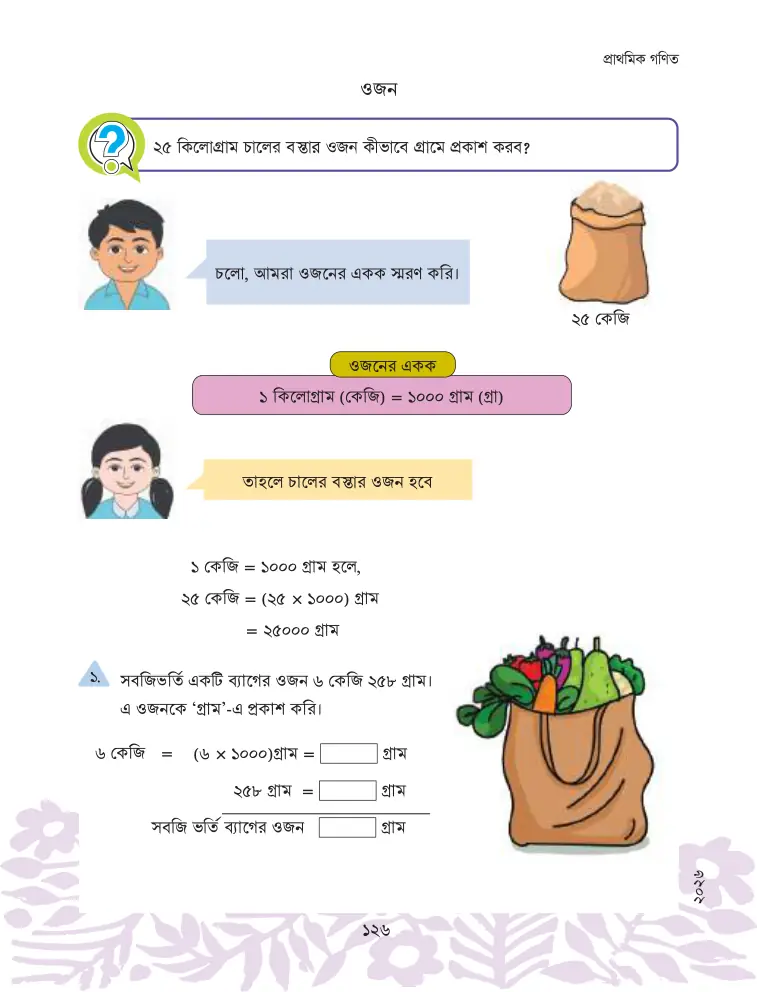 প্রাথমিক গণিত
ওজন
২৫ কিলোগ্রাম চালের বস্তার ওজন কীভাবে গ্রামে প্রকাশ করব?
চলো, আমরা ওজনের একক স্মরণ করি।
২৫ কেজি
ওজনের একক
১ কিলোগ্রাম (কেজি) = ১০০০ গ্রাম (গ্রা)
তাহলে চালের বস্তার ওজন হবে
১ কেজি = ১০০০ গ্রাম হলে,
২৫ কেজি = (২৫ × ১০০০) গ্রাম
= ২৫০০০ গ্রাম
১. সবজিভর্তি একটি ব্যাগের ওজন ৬ কেজি ২৫৮ গ্রাম।
এ ওজনকে ‘গ্রাম’-এ প্রকাশ করি।
৬ কেজি = (৬ × ১০০০)গ্রাম = গ্রাম
২৫৮ গ্রাম = গ্রাম
সবজি ভর্তি ব্যাগের ওজন গ্রাম
২০২৬
১২৬